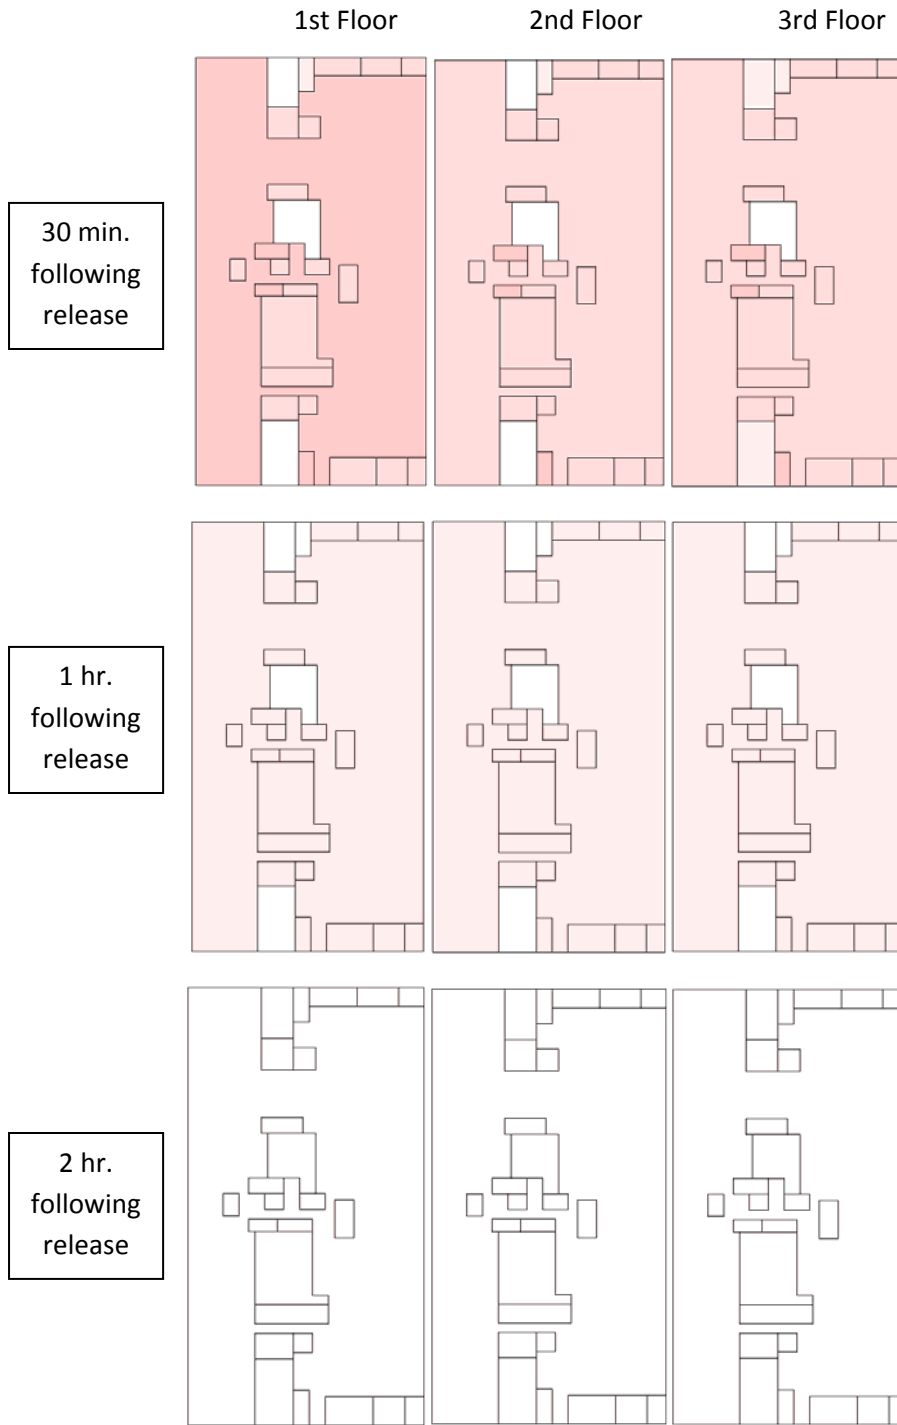 1st Floor 2nd Floor 3rd Floor
30 min.
following
release
1 hr.
following
release
2 hr.
following
release